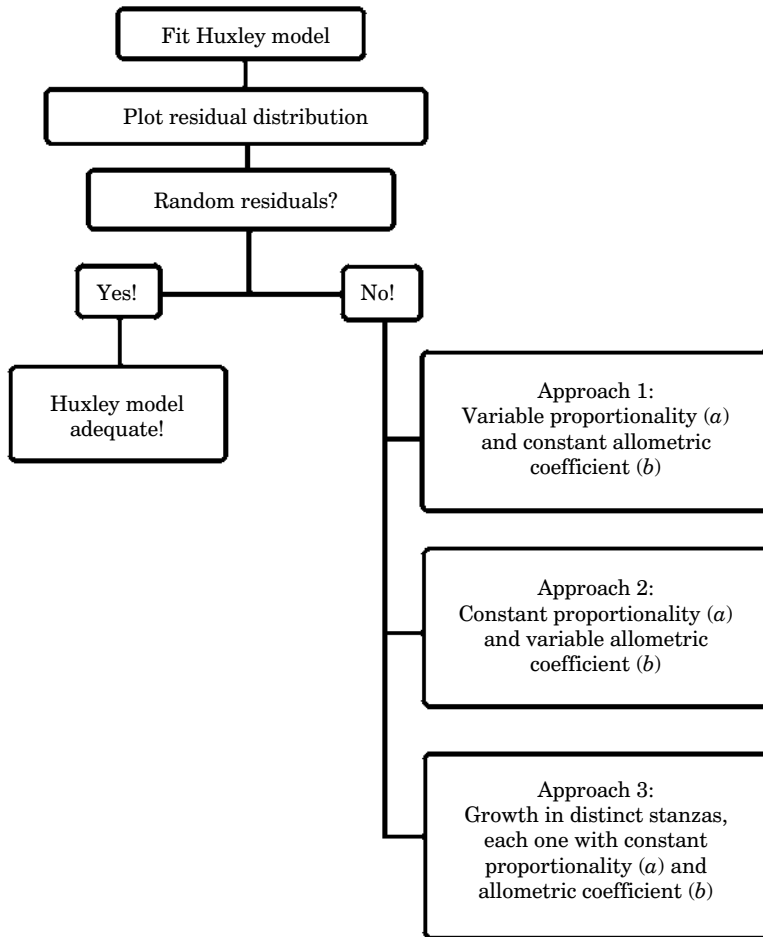 Fit Huxley model
Plot residual distribution
Random residuals?
Yes!
No!
Huxley model
adequate!
Approach 1:
Variable proportionality (a)
and constant allometric
coefficient (b)
Approach 2:
Constant proportionality (a)
and variable allometric
coefficient (b)
Approach 3:
Growth in distinct stanzas,
each one with constant
proportionality (a) and
allometric coefficient (b)